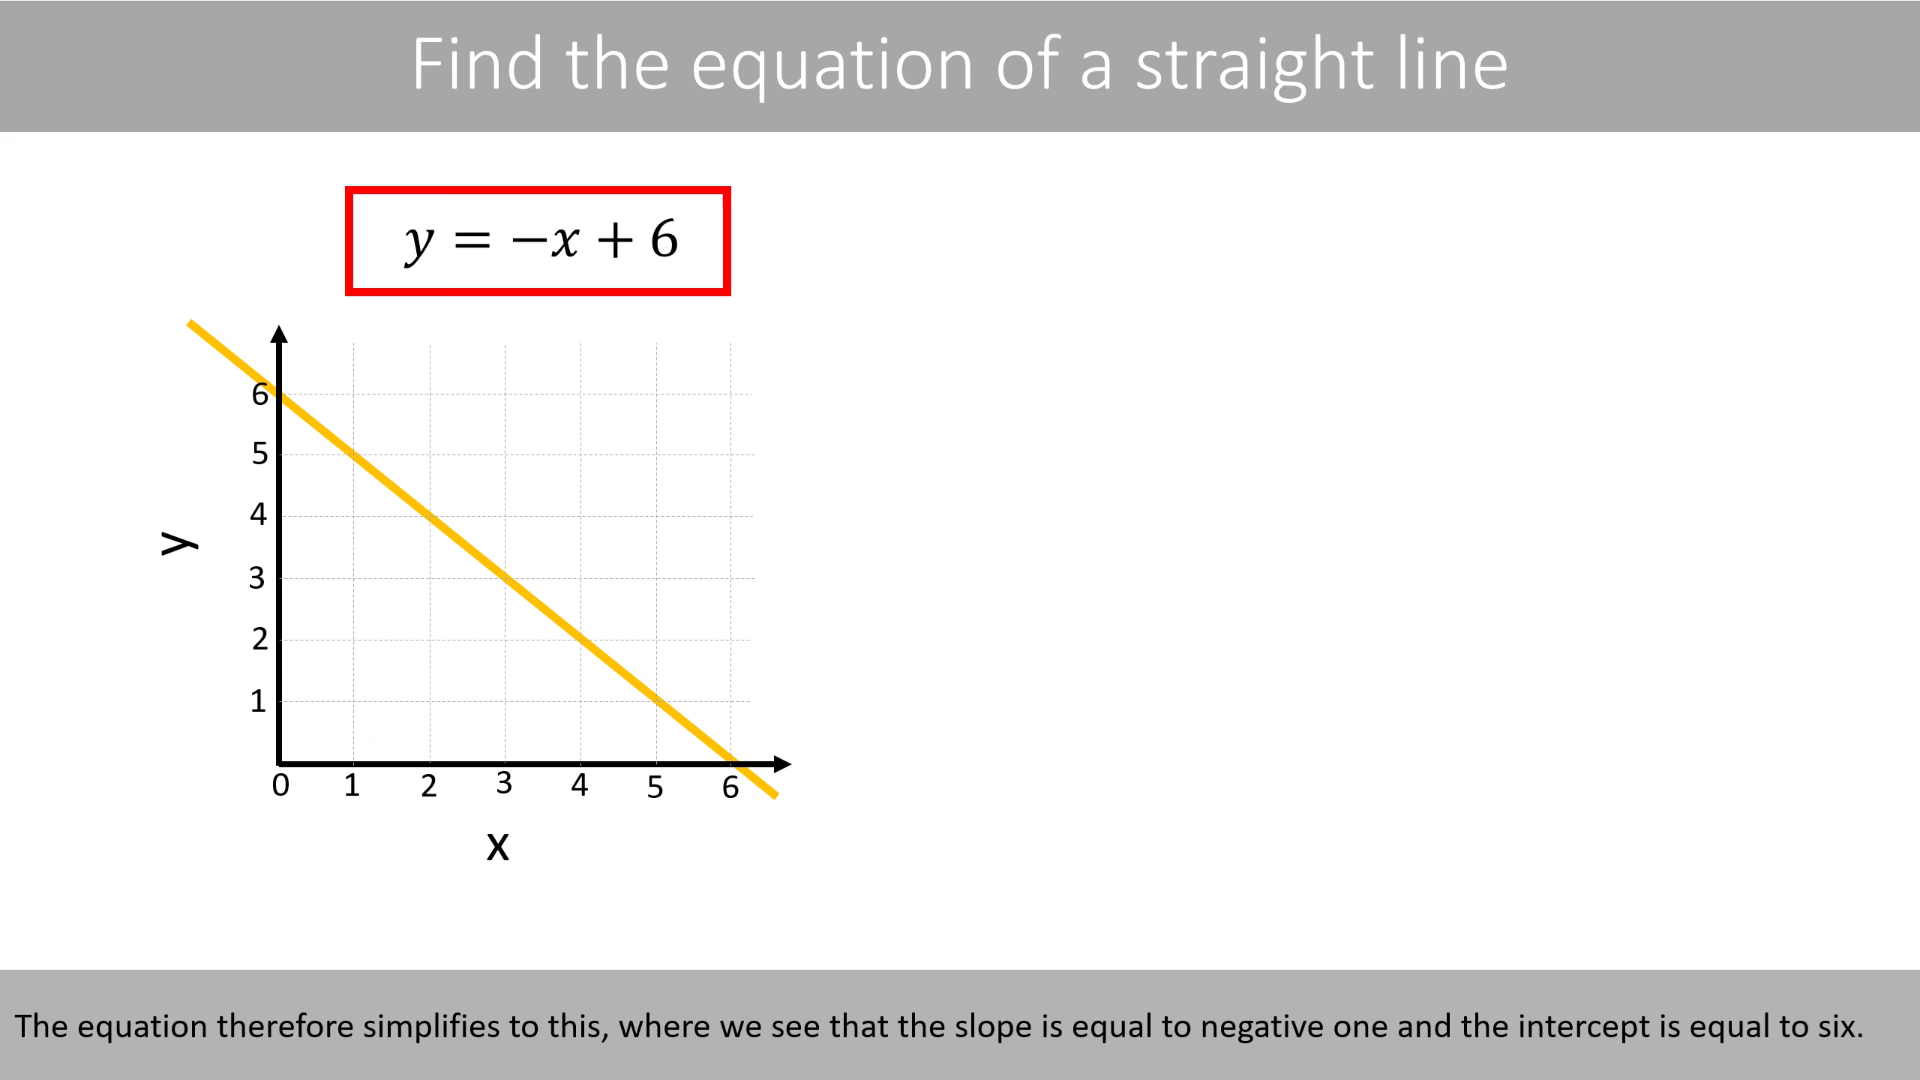 Find the equation of a straight line
y = −x + 6
6
5
4
y
3
2
1
0 1 2 3 4 5 6
x
The equation therefore simplifies to this, where we see that the slope is equal to negative one and the intercept is equal to six.